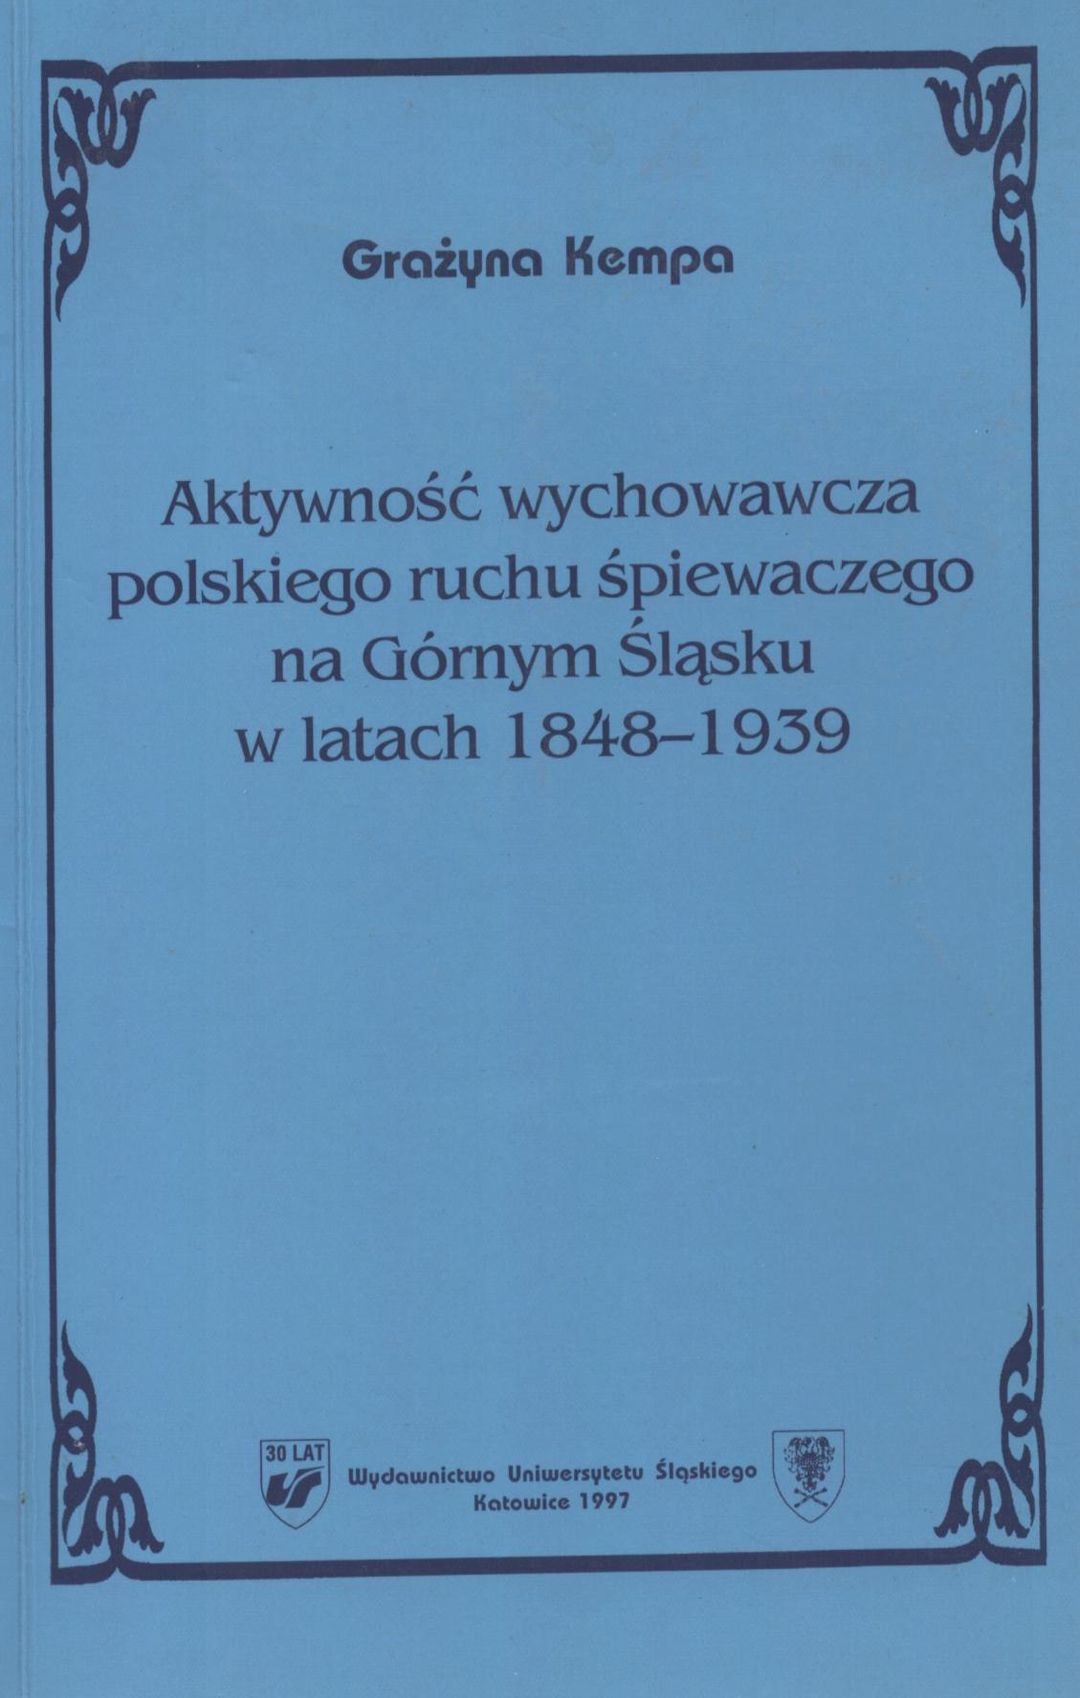 Grażyna Kempa
Aktywność wychowawcza
polskiego ruchu śpiewaczego
na Górnym Śląsku
w latach 1848–1939
30 LAT
Wydawnictwo Uniwersytetu Śląskiego
Katowice 1997